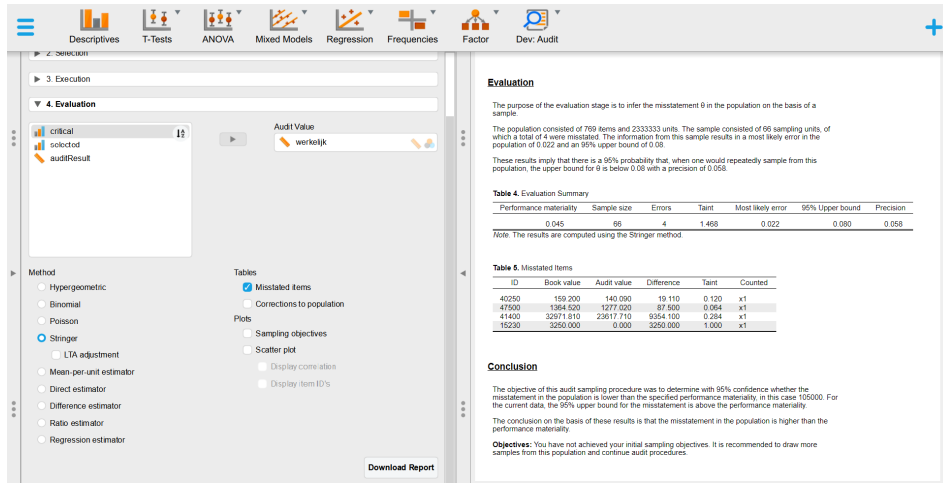 Descriptives T-Tests ANOVA Mixed Models Regression Frequencies Factor Dev: Audit
2. Selection
3. Execution
4. Evaluation
critical
selected
auditResult
Audit Value
werkelijk
Method
Hypergeometric
Binomial
Poisson
Stringer
LTA adjustment
Mean-per-unit estimator
Direct estimator
Difference estimator
Ratio estimator
Regression estimator
Tables
Misstated items
Corrections to population
Plots
Sampling objectives
Scatter plot
Display correlation
Display item ID's
Download Report
Evaluation
The purpose of the evaluation stage is to infer the misstatement θ in the population on the basis of a
sample.
The population consisted of 769 items and 2333333 units. The sample consisted of 66 sampling units, of
which a total of 4 were misstated. The information from this sample results in a most likely error in the
population of 0.022 and an 95% upper bound of 0.08.
These results imply that there is a 95% probability that, when one would repeatedly sample from this
population, the upper bound for θ is below 0.08 with a precision of 0.058.
Table 4. Evaluation Summary
Performance materiality Sample size Errors Taint Most likely error 95% Upper bound Precision
0.045 66 4 1.468 0.022 0.080 0.058
Note. The results are computed using the Stringer method.
Table 5. Misstated Items
ID Book value Audit value Difference Taint Counted
40250 159.200 140.090 19.110 0.120 x1
47500 1364.520 1277.020 87.500 0.064 x1
41400 32971.810 23617.710 9354.100 0.284 x1
15230 3250.000 0.000 3250.000 1.000 x1
Conclusion
The objective of this audit sampling procedure was to determine with 95% confidence whether the
misstatement in the population is lower than the specified performance materiality, in this case 105000. For
the current data, the 95% upper bound for the misstatement is above the performance materiality.
The conclusion on the basis of these results is that the misstatement in the population is higher than the
performance materiality.
Objectives: You have not achieved your initial sampling objectives. It is recommended to draw more
samples from this population and continue audit procedures.